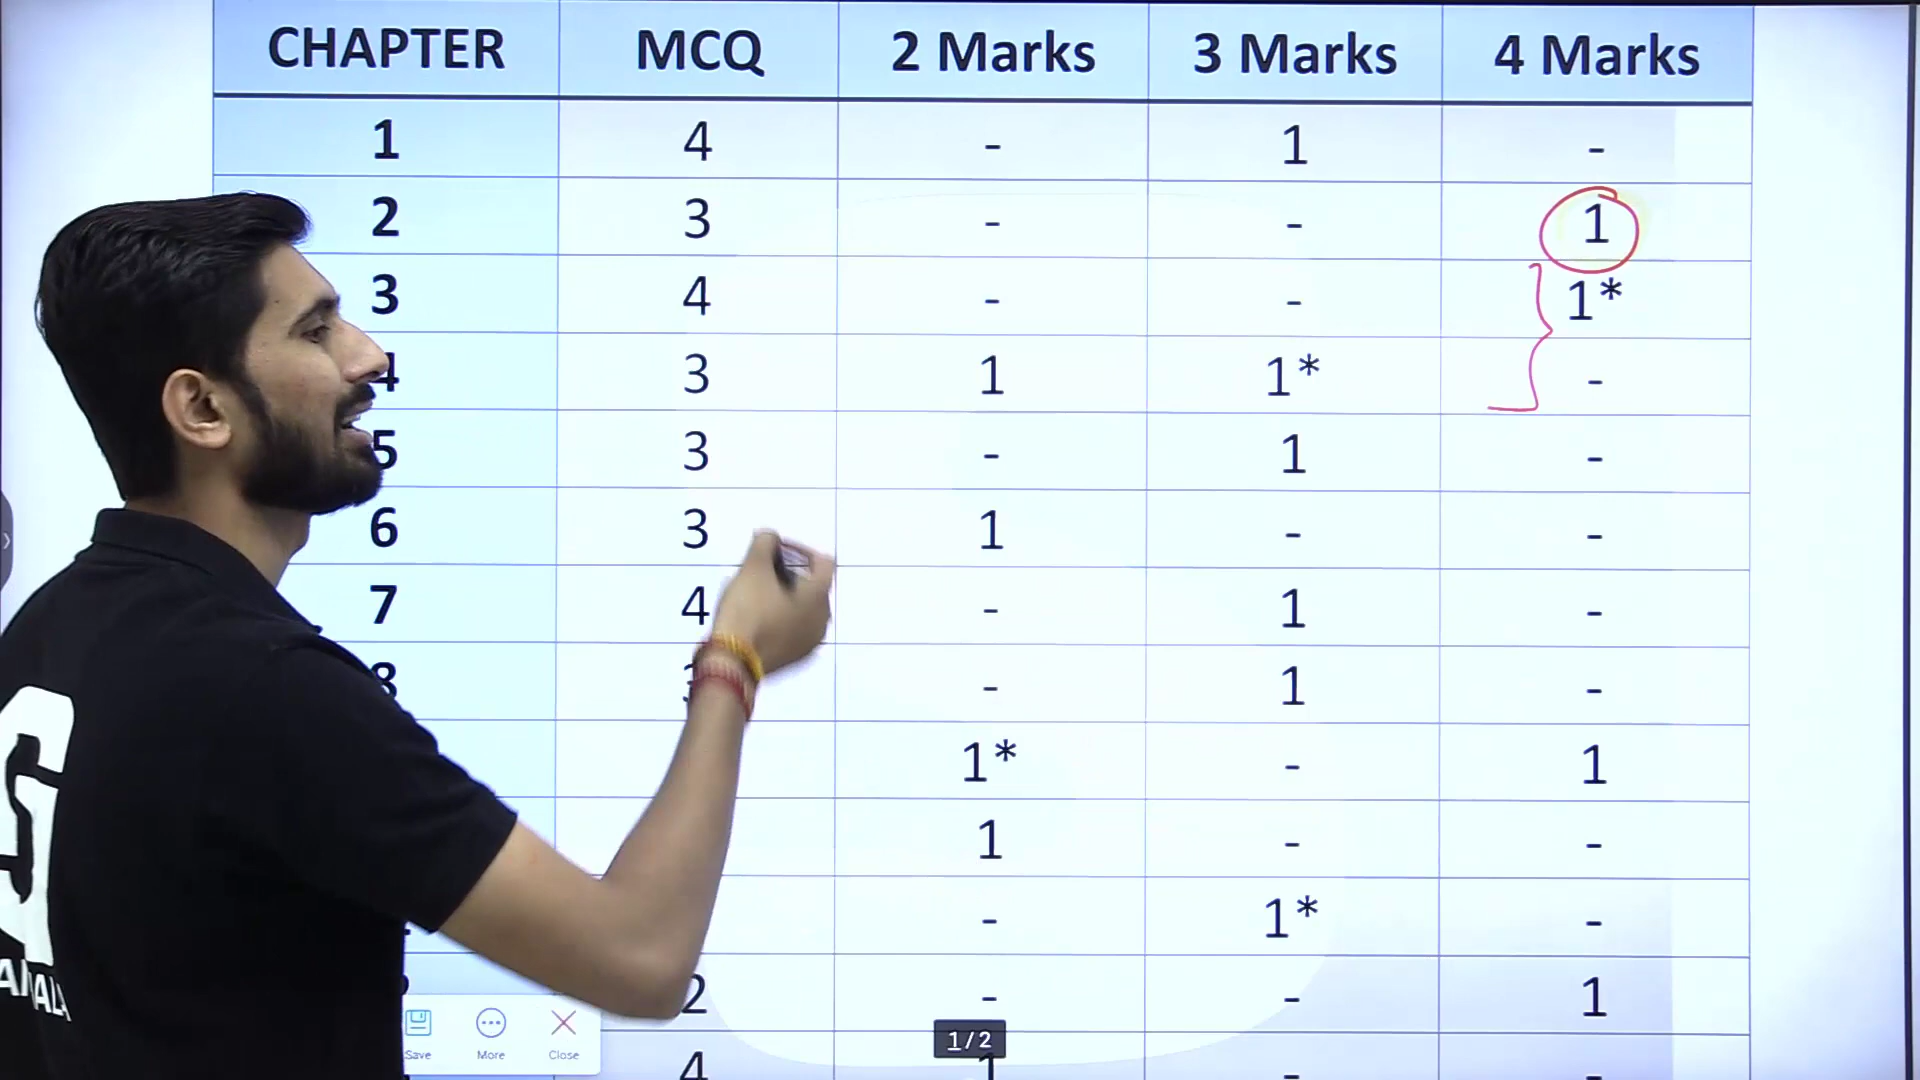 CHAPTER MCQ 2 Marks 3 Marks 4 Marks
1 4 - 1 -
2 3 - - 1
3 4 - - 1*
4 3 1 1* -
5 3 - 1 -
6 3 1 - -
7 4 - 1 -
8 - 1 -
1* - 1
1 - -
- 1* -
2 - - 1
4 1 - -
Save More Close
1/2